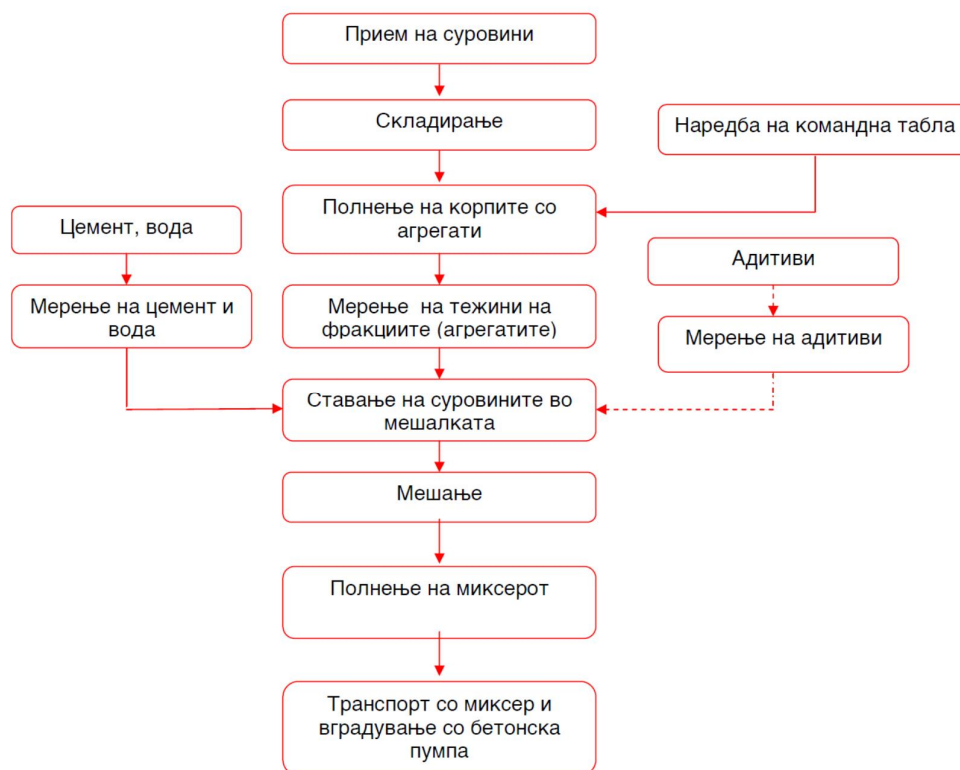 Прием на суровини
Складирање
Наредба на командна табла
Полнење на корпите со
агрегати
Цемент, вода
Адитиви
Мерење на цемент и
вода
Мерење  на тежини на
фракциите (агрегатите)
Мерење на адитиви
Ставање на суровините во
мешалката
Мешање
Полнење на миксерот
Транспорт со миксер и
вградување со бетонска
пумпа